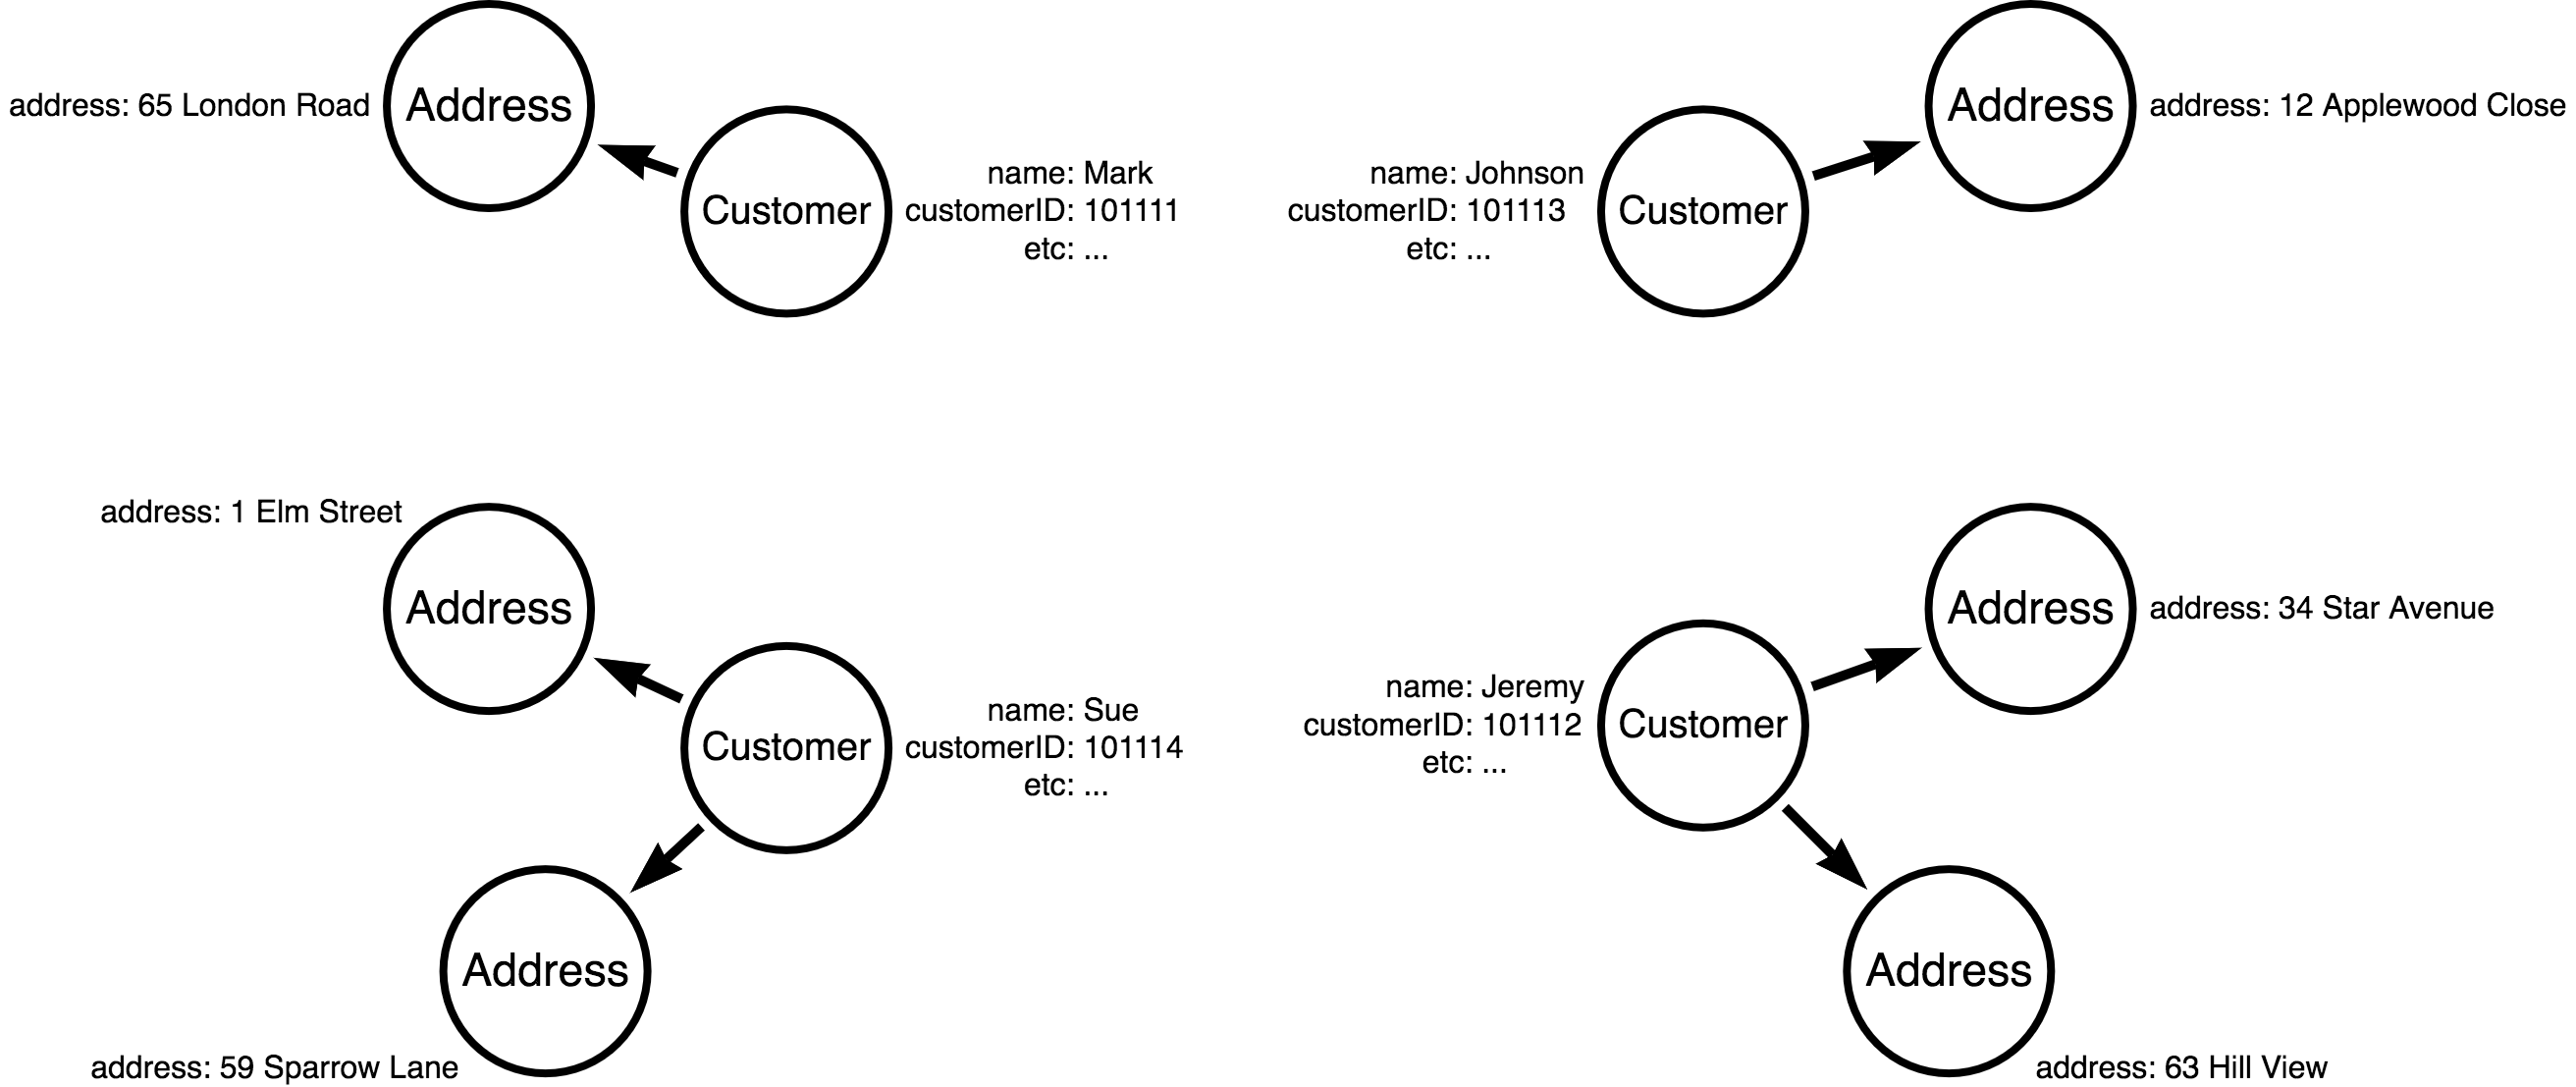 address: 65 London Road
Address
Customer
name: Mark
customerID: 101111
etc: ...
name: Johnson
customerID: 101113
etc: ...
Customer
Address
address: 12 Applewood Close
address: 1 Elm Street
Address
Customer
name: Sue
customerID: 101114
etc: ...
Address
address: 59 Sparrow Lane
name: Jeremy
customerID: 101112
etc: ...
Customer
Address
address: 34 Star Avenue
Address
address: 63 Hill View